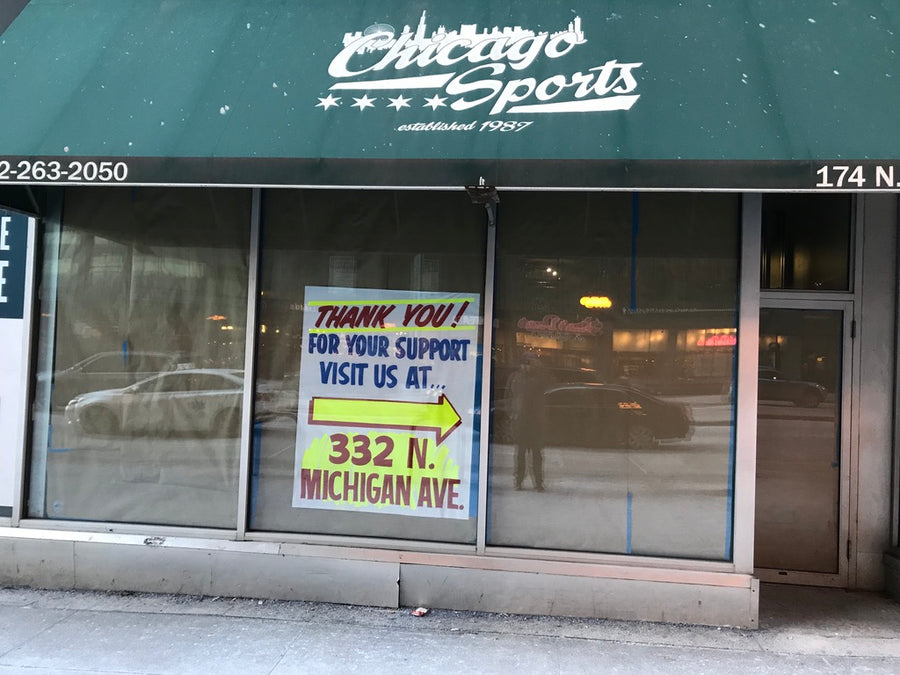 Chicago
Sports
established 1987
2-263-2050
174 N.
E
E
THANK YOU!
FOR YOUR SUPPORT
VISIT US AT...
332 N.
MICHIGAN AVE.